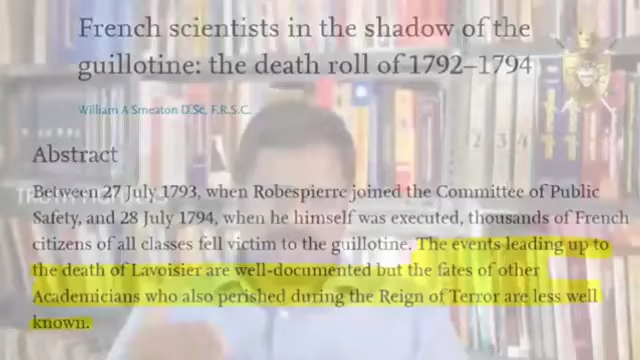 French scientists in the shadow of the
guillotine: the death roll of 1792–1794
William A Smeaton D.Sc, F.R.S.C.
Abstract
Between 27 July 1793, when Robespierre joined the Committee of Public
Safety, and 28 July 1794, when he himself was executed, thousands of French
citizens of all classes fell victim to the guillotine. The events leading up to
the death of Lavoisier are well-documented but the fates of other
Academicians who also perished during the Reign of Terror are less well
known.